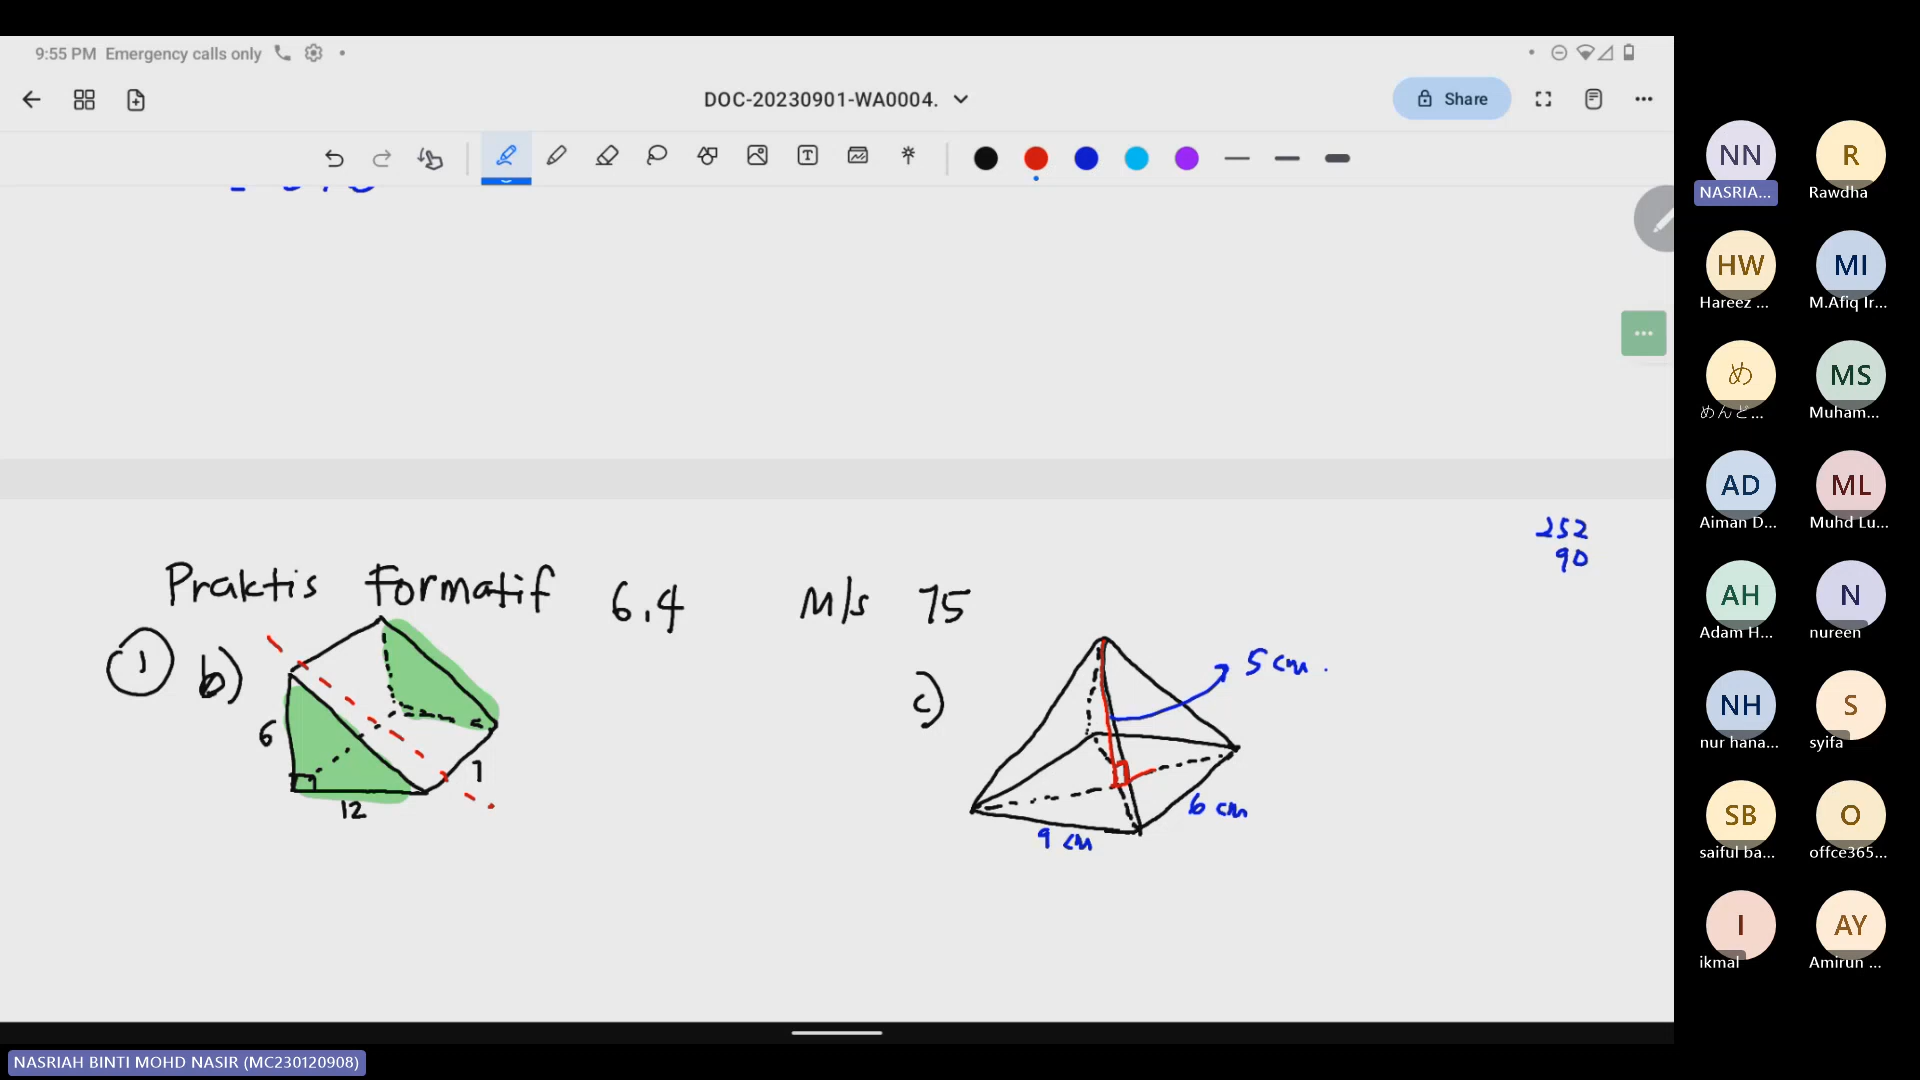 9:55 PM Emergency calls only
DOC-20230901-WA0004.
Share
252
90
Praktis Formatif 6.4 M/s 75
1 b)
6
12
7
c)
5 cm.
9 cm
6 cm
NN
NASRIA...
R
Rawdha
HW
Hareez ...
MI
M.Afiq Ir...
め
めんど...
MS
Muham...
AD
Aiman D...
ML
Muhd Lu...
AH
Adam H...
N
nureen
NH
nur hana...
S
syifa
SB
saiful ba...
O
offce365...
I
ikmal
AY
Amirun ...
NASRIAH BINTI MOHD NASIR (MC230120908)